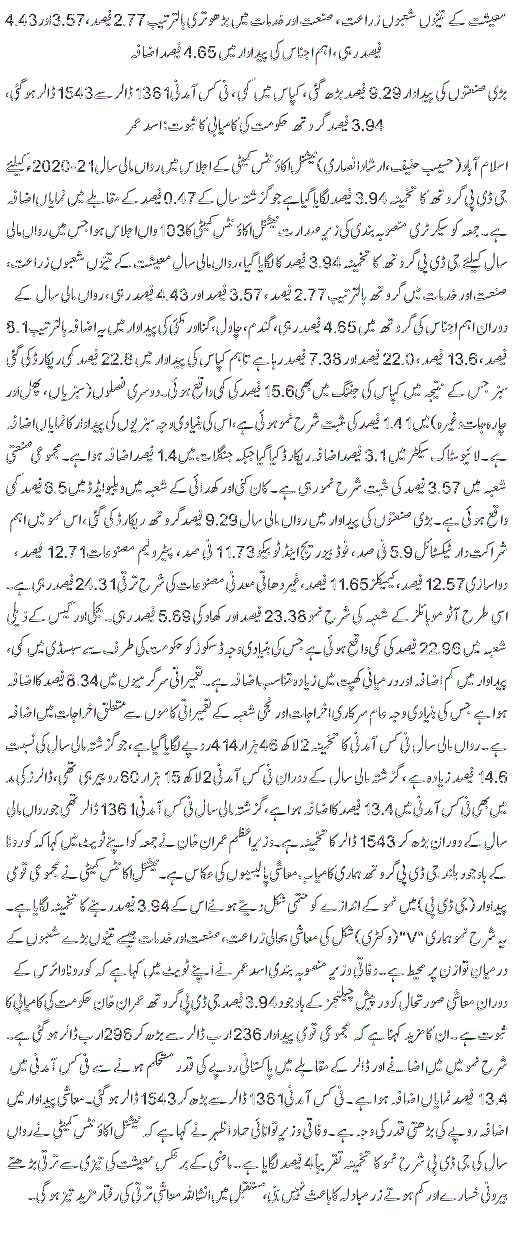 معیشت کے تینوں شعبوں زراعت، صنعت اور خدمات میں بڑھوتری بالترتیب 2.77 فیصد، 3.57 اور 4.43
فیصد رہی، اہم اجناس کی پیداوار میں 4.65 فیصد اضافہ
بڑی صنعتوں کی پیداوار 9.29 فیصد بڑھ گئی، کپاس میں کمی، فی کس آمدنی 1361 ڈالر سے 1543 ڈالر ہو گئی،
3.94 فیصد گروتھ حکومت کی کامیابی کا ثبوت: اسد عمر
اسلام آباد (حسیب حنیف، ارشاد انصاری) نیشنل اکاؤنٹس کمیٹی کے اجلاس میں رواں مالی سال 21-2020ء کیلئے
جی ڈی پی گروتھ کا تخمینہ 3.94 فیصد لگایا گیا ہے جو گزشتہ سال کے 0.47 فیصد کے مقابلے میں نمایاں اضافہ
ہے۔ جمعہ کو سیکرٹری منصوبہ بندی کی زیر صدارت نیشنل اکاؤنٹس کمیٹی کا 103 واں اجلاس ہوا جس میں رواں مالی
سال کیلئے جی ڈی پی گروتھ کا تخمینہ 3.94 فیصد کا لگایا گیا، رواں مالی سال معیشت کے تینوں شعبوں زراعت،
صنعت اور خدمات میں گروتھ بالترتیب 2.77 فیصد، 3.57 فیصد اور 4.43 فیصد رہی، رواں مالی سال کے
دوران اہم اجناس کی گروتھ میں 4.65 فیصد رہی، گندم، چاول، گنا اور مکئی کی پیداوار میں یہ اضافہ بالترتیب 8.1
فیصد، 13.6 فیصد، 22.0 فیصد اور 7.38 فیصد رہا ہے تاہم کپاس کی پیداوار میں 22.8 فیصد کمی ریکارڈ کی گئی
جس کے نتیجہ میں کپاس کی جننگ میں بھی 15.6 فیصد کی کمی واقع ہوئی۔ دوسری فصلوں (سبزیاں، پھل اور
چارہ جات وغیرہ) میں 1.41 فیصد کی مثبت شرح نمو ہوئی ہے، اس کی بنیادی وجہ سبزیوں کی پیداوار کا نمایاں اضافہ
ہے۔ لائیو سٹاک سیکٹر میں 3.1 فیصد اضافہ ریکارڈ کیا گیا جبکہ جنگلات میں 1.4 فیصد اضافہ ہوا ہے۔ مجموعی صنعتی
شعبہ میں 3.57 فیصد کی مثبت شرح نمو رہی ہے۔ کان کنی اور کھدائی کے شعبہ میں ویلیو ایڈڈ میں 6.5 فیصد کمی
واقع ہوئی ہے۔ بڑی صنعتوں کی پیداوار میں رواں مالی سال 9.29 فیصد گروتھ ریکارڈ کی گئی، اس نمو میں اہم
شراکت دار ٹیکسٹائل 5.9 فی صد، فوڈ بیوریج اینڈ ٹوبیکو 11.73 فی صد، پیٹرولیم مصنوعات 12.71 فیصد،
دواسازی 12.57 فیصد، کیمیکلز 11.65 فیصد، غیر دھاتی معدنی مصنوعات کی شرح ترقی 24.31 فیصد رہی ہے۔
اسی طرح آٹو موبائلز کے شعبہ کی شرح نمو 23.38 فیصد اور کھاد کی 5.69 فیصد رہی۔ بجلی اور گیس کے ذیلی
شعبہ میں 22.96 فیصد کی کمی واقع ہوئی ہے جس کی بنیادی وجہ ڈسکوز کو حکومت کی طرف سے سبسڈی میں کمی،
پیداوار میں کم اضافہ اور درمیانی کھپت میں زیادہ متناسب اضافہ ہے۔ تعمیراتی سرگرمیوں میں 8.34 فیصد کا اضافہ
ہوا ہے جس کی بنیادی وجہ عام سرکاری اخراجات اور نجی شعبہ کے تعمیراتی کاموں سے متعلق اخراجات میں اضافہ
ہے۔ رواں مالی سال فی کس آمدنی کا تخمینہ 2 لاکھ 46 ہزار 414 روپے لگایا گیا ہے، جو گزشتہ مالی سال کی نسبت
14.6 فیصد زیادہ ہے، گزشتہ مالی سال کے دوران فی کس آمدنی 2 لاکھ 15 ہزار 60 روپیہ ہی تھی، ڈالرز کی مد
میں بھی فی کس آمدنی میں 13.4 فیصد کا اضافہ ہوا ہے، گزشتہ مالی سال فی کس آمدنی 1361 ڈالر تھی جو رواں مالی
سال کے دوران بڑھ کر 1543 ڈالر کا تخمینہ ہے۔ وزیر اعظم عمران خان نے جمعہ کو اپنے ٹویٹ میں کہا کہ کورونا
کے باوجود بلند جی ڈی پی گروتھ ہماری کامیاب معاشی پالیسیوں کی عکاس ہے۔ نیشنل اکاؤنٹس کمیٹی نے مجموعی قومی
پیداوار (جی ڈی پی) میں نمو کے اندازے کو حتمی شکل دیتے ہوئے اس کے 3.94 فیصد رہنے کا تخمینہ لگایا ہے۔
یہ شرح نمو ہماری "V" (وکٹری) شکل کی معاشی بحالی زراعت، صنعت اور خدمات جیسے تینوں بڑے شعبوں کے
درمیان توازن پر محیط ہے۔ وفاقی وزیر منصوبہ بندی اسد عمر نے اپنے ٹویٹ میں کہا ہے کہ کورونا وائرس کے
دوران معاشی صورتحال کو درپیش چیلنجز کے باوجود 3.94 فیصد جی ڈی پی گروتھ عمران خان حکومت کی کامیابی کا
ثبوت ہے۔ ان کا مزید کہنا ہے کہ مجموعی قومی پیداوار 236 ارب ڈالر سے بڑھ کر 296 ارب ڈالر ہو گئی ہے۔
شرح نمو میں اضافے اور ڈالر کے مقابلے میں پاکستانی روپے کی قدر مستحکم ہونے سے فی کس آمدنی میں
13.4 فیصد نمایاں اضافہ ہوا ہے۔ فی کس آمدنی 1361 ڈالر سے بڑھ کر 1543 ڈالر ہو گئی۔ معاشی پیداوار میں
اضافہ روپے کی بڑھتی قدر کی وجہ ہے۔ وفاقی وزیر توانائی حماد اظہر نے کہا ہے کہ نیشنل اکاؤنٹس کمیٹی نے رواں
سال کی جی ڈی پی شرح نمو کا تخمینہ تقریباً 4 فیصد لگایا ہے۔ ماضی کے برعکس معیشت کی تیزی سے ترقی بڑھتے
بیرونی خسارے اور کم ہوتے زر مبادلہ کا باعث نہیں بنی، مستقبل میں انشاللہ معاشی ترقی کی رفتار مزید تیز ہو گی۔